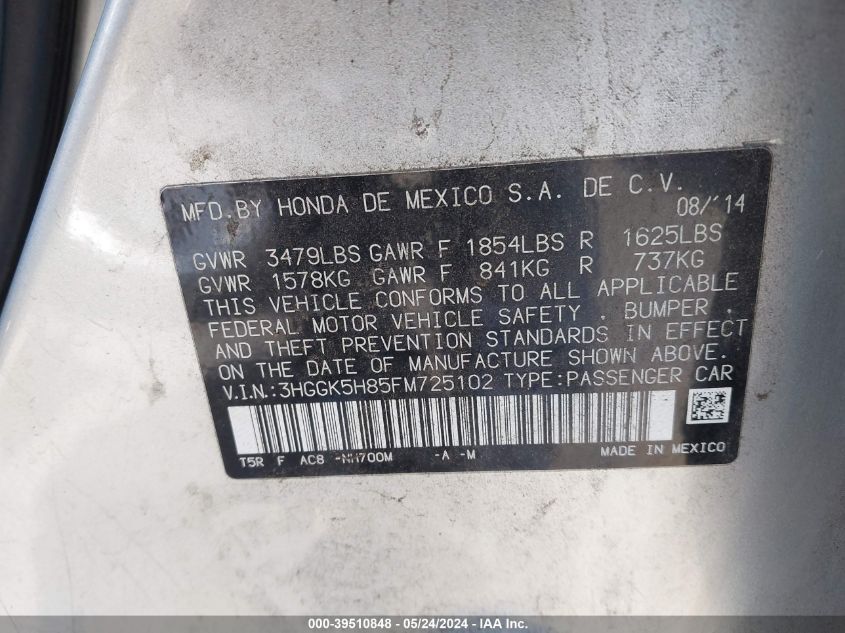 MFD.BY HONDA DE MEXICO S.A. DE C.V.
08/'14
GVWR 3479LBS GAWR F 1854LBS R 1625LBS
GVWR 1578KG GAWR F 841KG R 737KG
THIS VEHICLE CONFORMS TO ALL APPLICABLE
FEDERAL MOTOR VEHICLE SAFETY , BUMPER ,
AND THEFT PREVENTION STANDARDS IN EFFECT
ON THE DATE OF MANUFACTURE SHOWN ABOVE.
V.I.N.:3HGGK5H85FM725102 TYPE:PASSENGER CAR
T5R F AC8 -NH700M -A -M
MADE IN MEXICO
000-39510848 — 05/24/2024 — IAA Inc.